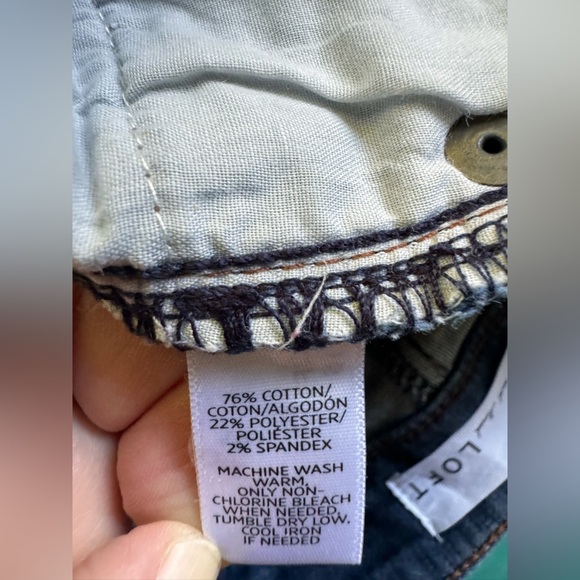 76% COTTON/
COTON/ALGODÓN
22% POLYESTER/
POLIÉSTER
2% SPANDEX
MACHINE WASH
WARM,
ONLY NON-
CHLORINE BLEACH
WHEN NEEDED,
TUMBLE DRY LOW,
COOL IRON
IF NEEDED
LOFT